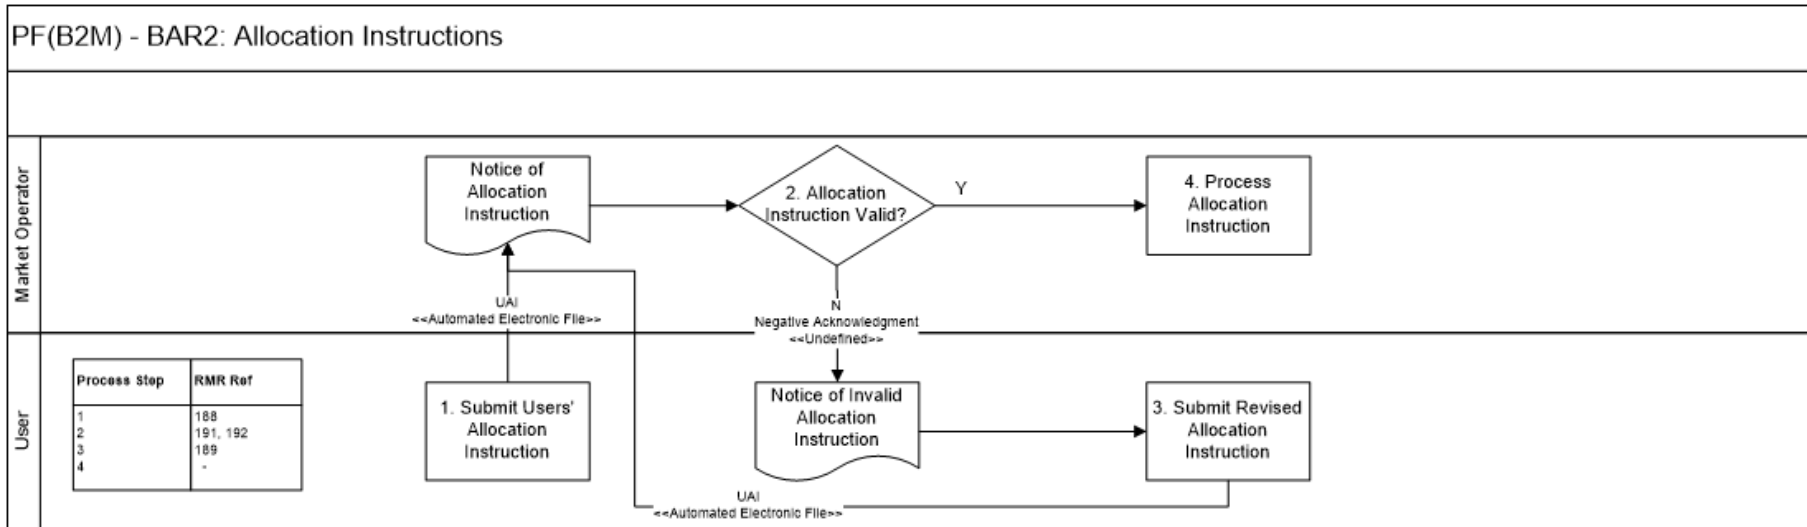 PF(B2M) - BAR2: Allocation Instructions
Market Operator
Notice of
Allocation
Instruction
2. Allocation
Instruction Valid?
Y
4. Process
Allocation
Instruction
UAI
<<Automated Electronic File>>
N
Negative Acknowledgment
<<Undefined>>
User
Process Step RMR Ref
1 188
2 191, 192
3 189
4 -
1. Submit Users'
Allocation
Instruction
Notice of Invalid
Allocation
Instruction
3. Submit Revised
Allocation
Instruction
UAI
<<Automated Electronic File>>